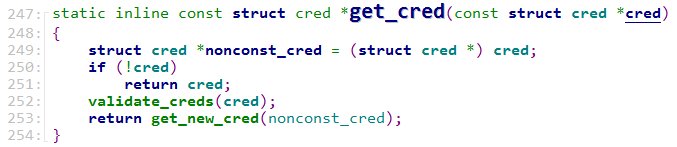 247: static inline const struct cred *get_cred(const struct cred *cred)
248: {
249:     struct cred *nonconst_cred = (struct cred *) cred;
250:     if (!cred)
251:         return cred;
252:     validate_creds(cred);
253:     return get_new_cred(nonconst_cred);
254: }